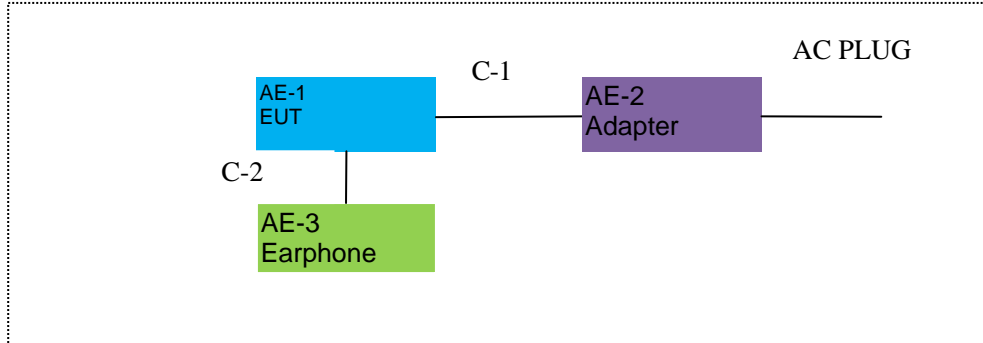 AC PLUG
C-1
AE-1
EUT
AE-2
Adapter
C-2
AE-3
Earphone